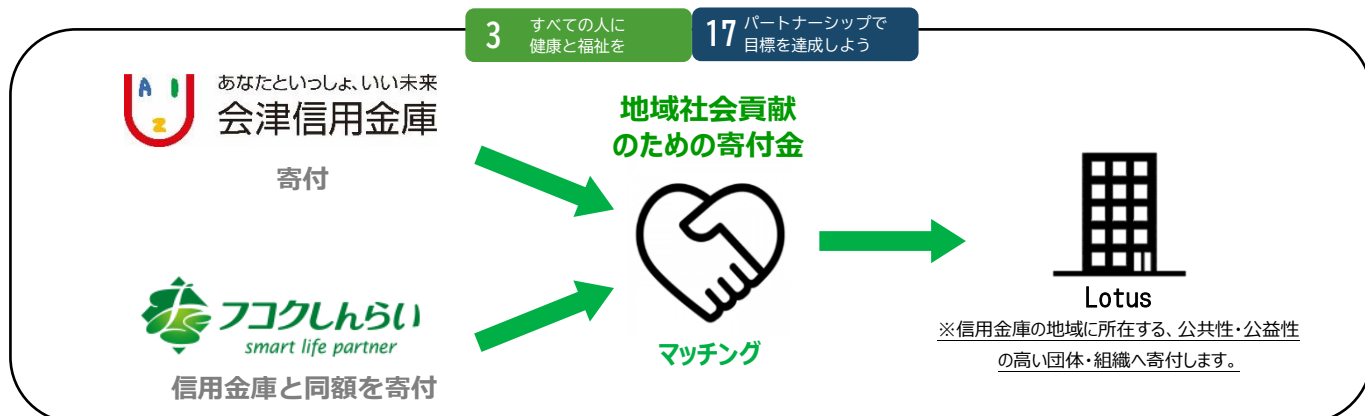 3 すべての人に
健康と福祉を
17 パートナーシップで
目標を達成しよう
A I
Z
あなたといっしょ、いい未来
会津信用金庫
寄付
地域社会貢献
のための寄付金
フコクしんらい
smart life partner
信用金庫と同額を寄付
マッチング
Lotus
※信用金庫の地域に所在する、公共性・公益性
の高い団体・組織へ寄付します。